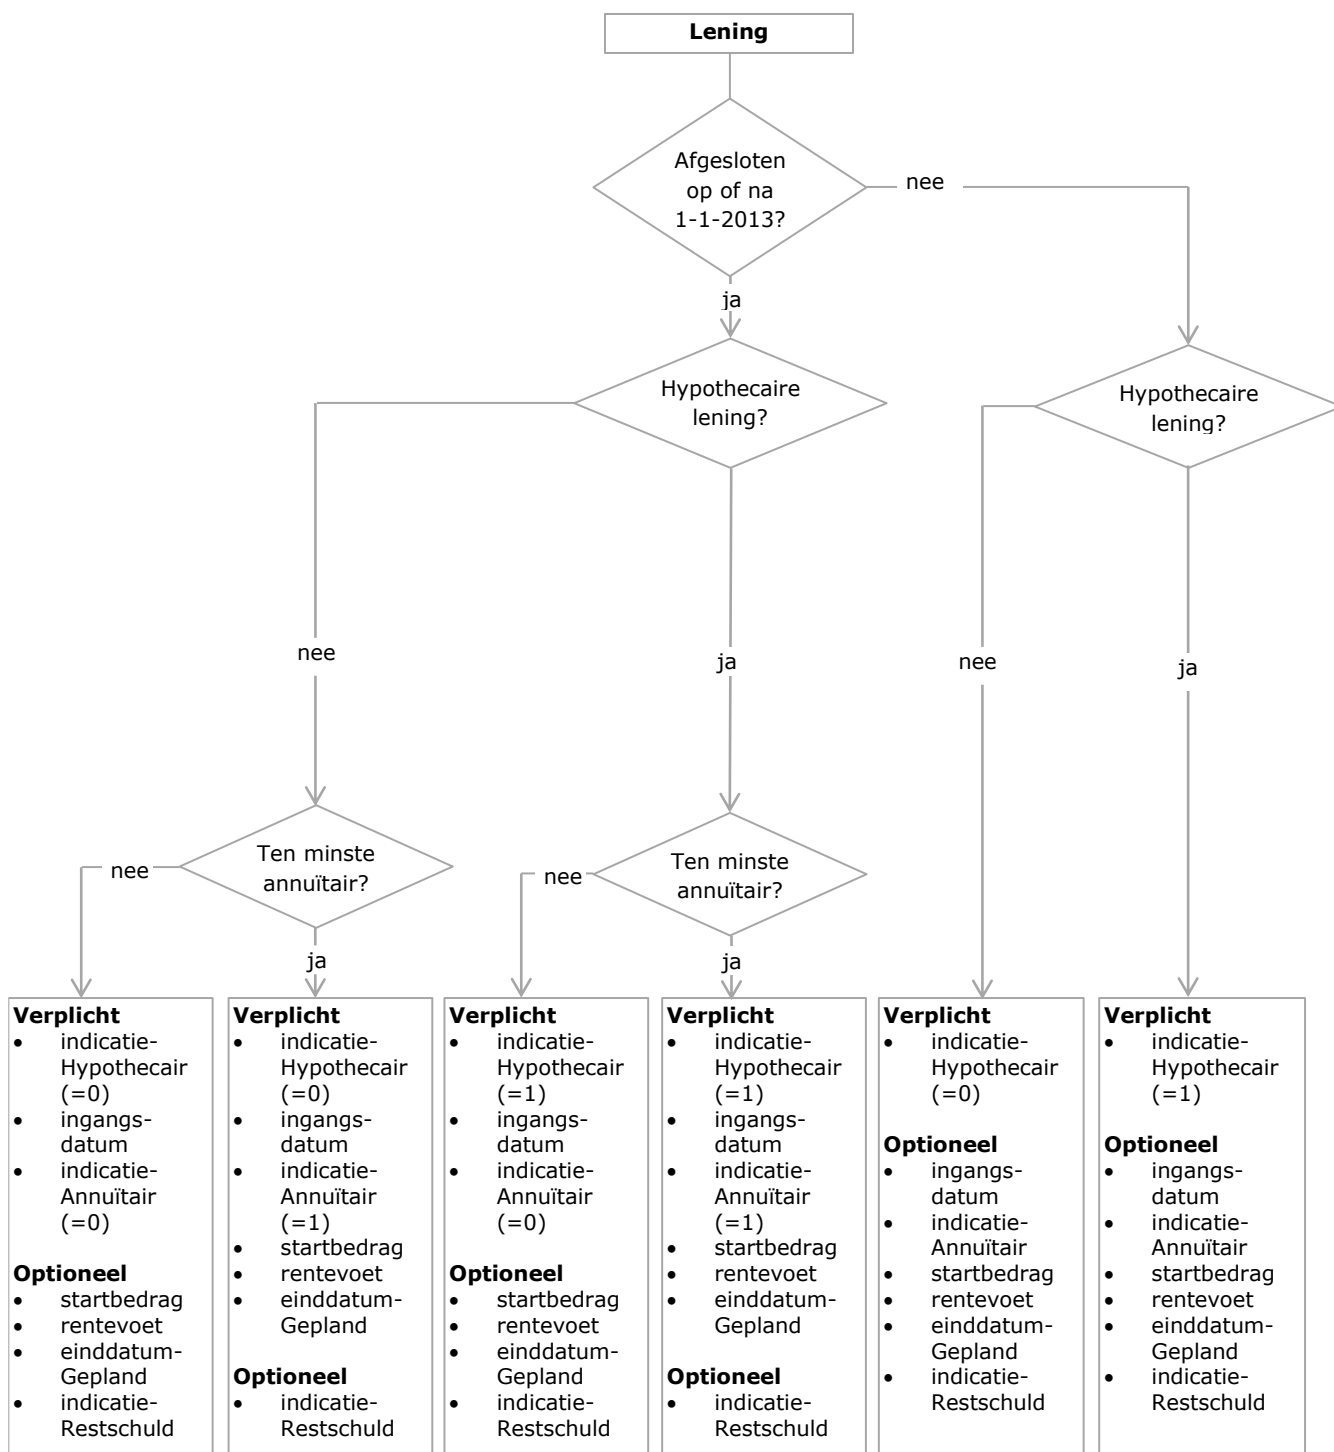 Lening
Afgesloten
op of na
1-1-2013?
nee
ja
Hypothecaire
lening?
Hypothecaire
lening?
nee
ja
nee
ja
Ten minste
annuïtair?
Ten minste
annuïtair?
nee
ja
nee
ja
Verplicht
• indicatie-
Hypothecair
(=0)
• ingangs-
datum
• indicatie-
Annuïtair
(=0)
Optioneel
• startbedrag
• rentevoet
• einddatum-
Gepland
• indicatie-
Restschuld
Verplicht
• indicatie-
Hypothecair
(=0)
• ingangs-
datum
• indicatie-
Annuïtair
(=1)
• startbedrag
• rentevoet
• einddatum-
Gepland
Optioneel
• indicatie-
Restschuld
Verplicht
• indicatie-
Hypothecair
(=1)
• ingangs-
datum
• indicatie-
Annuïtair
(=0)
Optioneel
• startbedrag
• rentevoet
• einddatum-
Gepland
• indicatie-
Restschuld
Verplicht
• indicatie-
Hypothecair
(=1)
• ingangs-
datum
• indicatie-
Annuïtair
(=1)
• startbedrag
• rentevoet
• einddatum-
Gepland
Optioneel
• indicatie-
Restschuld
Verplicht
• indicatie-
Hypothecair
(=0)
Optioneel
• ingangs-
datum
• indicatie-
Annuïtair
• startbedrag
• rentevoet
• einddatum-
Gepland
• indicatie-
Restschuld
Verplicht
• indicatie-
Hypothecair
(=1)
Optioneel
• ingangs-
datum
• indicatie-
Annuïtair
• startbedrag
• rentevoet
• einddatum-
Gepland
• indicatie-
Restschuld